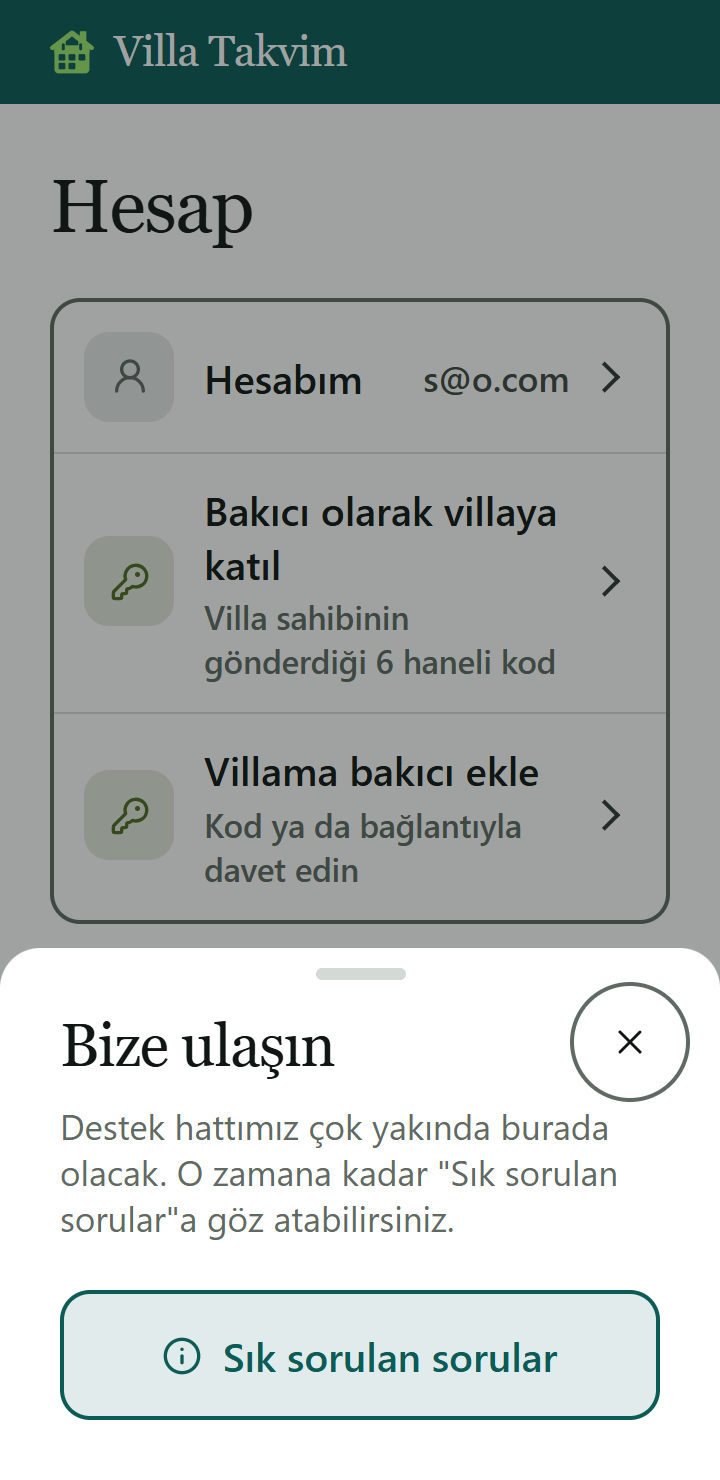 Villa Takvim
Hesap
Hesabım s@o.com
Bakıcı olarak villaya
katıl
Villa sahibinin
gönderdiği 6 haneli kod
Villama bakıcı ekle
Kod ya da bağlantıyla
davet edin
Bize ulaşın
Destek hattımız çok yakında burada
olacak. O zamana kadar "Sık sorulan
sorular"a göz atabilirsiniz.
Sık sorulan sorular